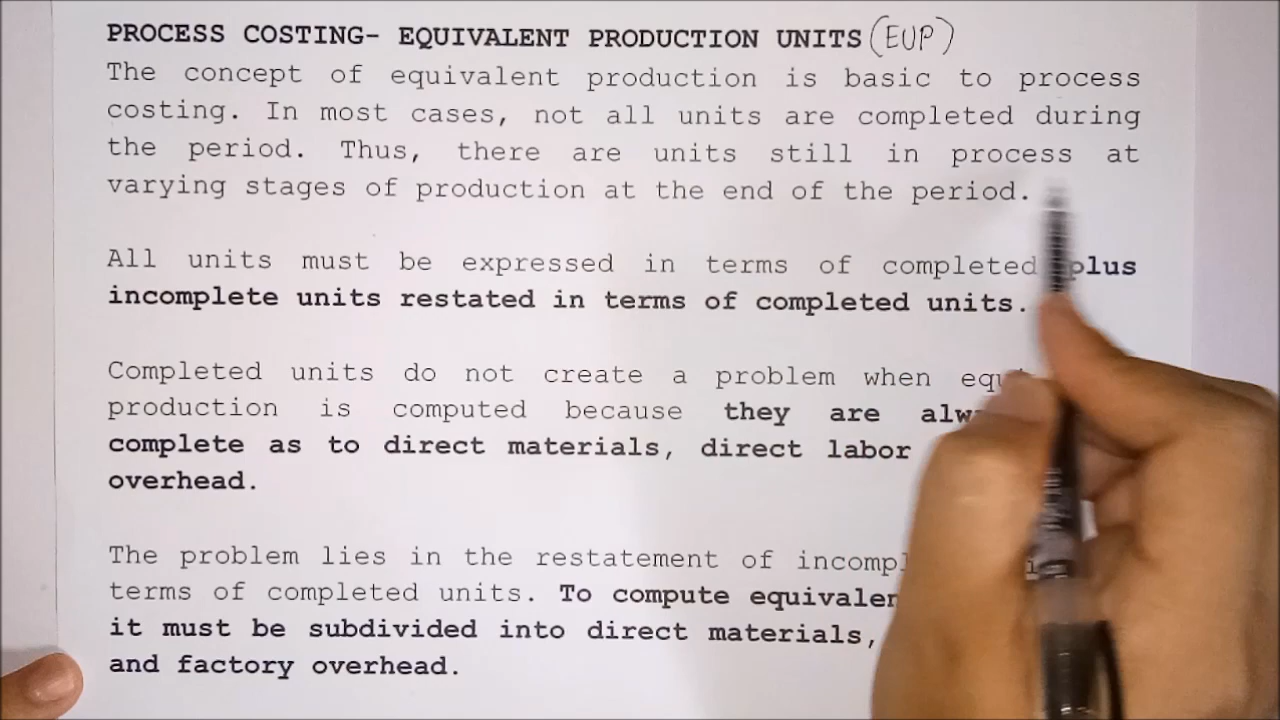 PROCESS COSTING- EQUIVALENT PRODUCTION UNITS (EUP)
The concept of equivalent production is basic to process
costing. In most cases, not all units are completed during
the period. Thus, there are units still in process at
varying stages of production at the end of the period.
All units must be expressed in terms of completed plus
incomplete units restated in terms of completed units.
Completed units do not create a problem when
production is computed because they are
complete as to direct materials, direct labor
overhead.
The problem lies in the restatement of
terms of completed units. To compute
it must be subdivided into direct materials,
and factory overhead.